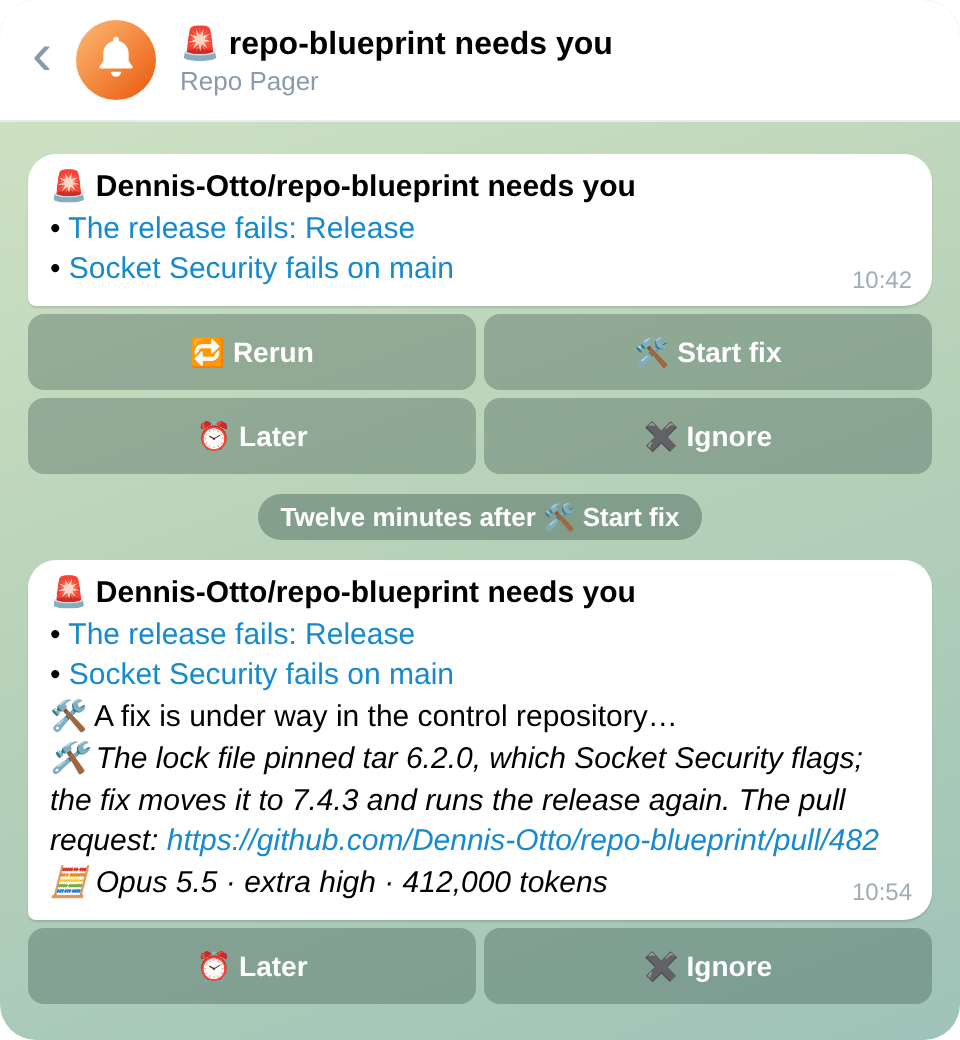 🚨 repo-blueprint needs you
Repo Pager
🚨 Dennis-Otto/repo-blueprint needs you
• The release fails: Release
• Socket Security fails on main
10:42
🔁 Rerun
🛠️ Start fix
⏰ Later
✖️ Ignore
Twelve minutes after 🛠️ Start fix
🚨 Dennis-Otto/repo-blueprint needs you
• The release fails: Release
• Socket Security fails on main
🛠️ A fix is under way in the control repository…
🛠️ The lock file pinned tar 6.2.0, which Socket Security flags;
the fix moves it to 7.4.3 and runs the release again. The pull
request: https://github.com/Dennis-Otto/repo-blueprint/pull/482
🧮 Opus 5.5 · extra high · 412,000 tokens
10:54
⏰ Later
✖️ Ignore